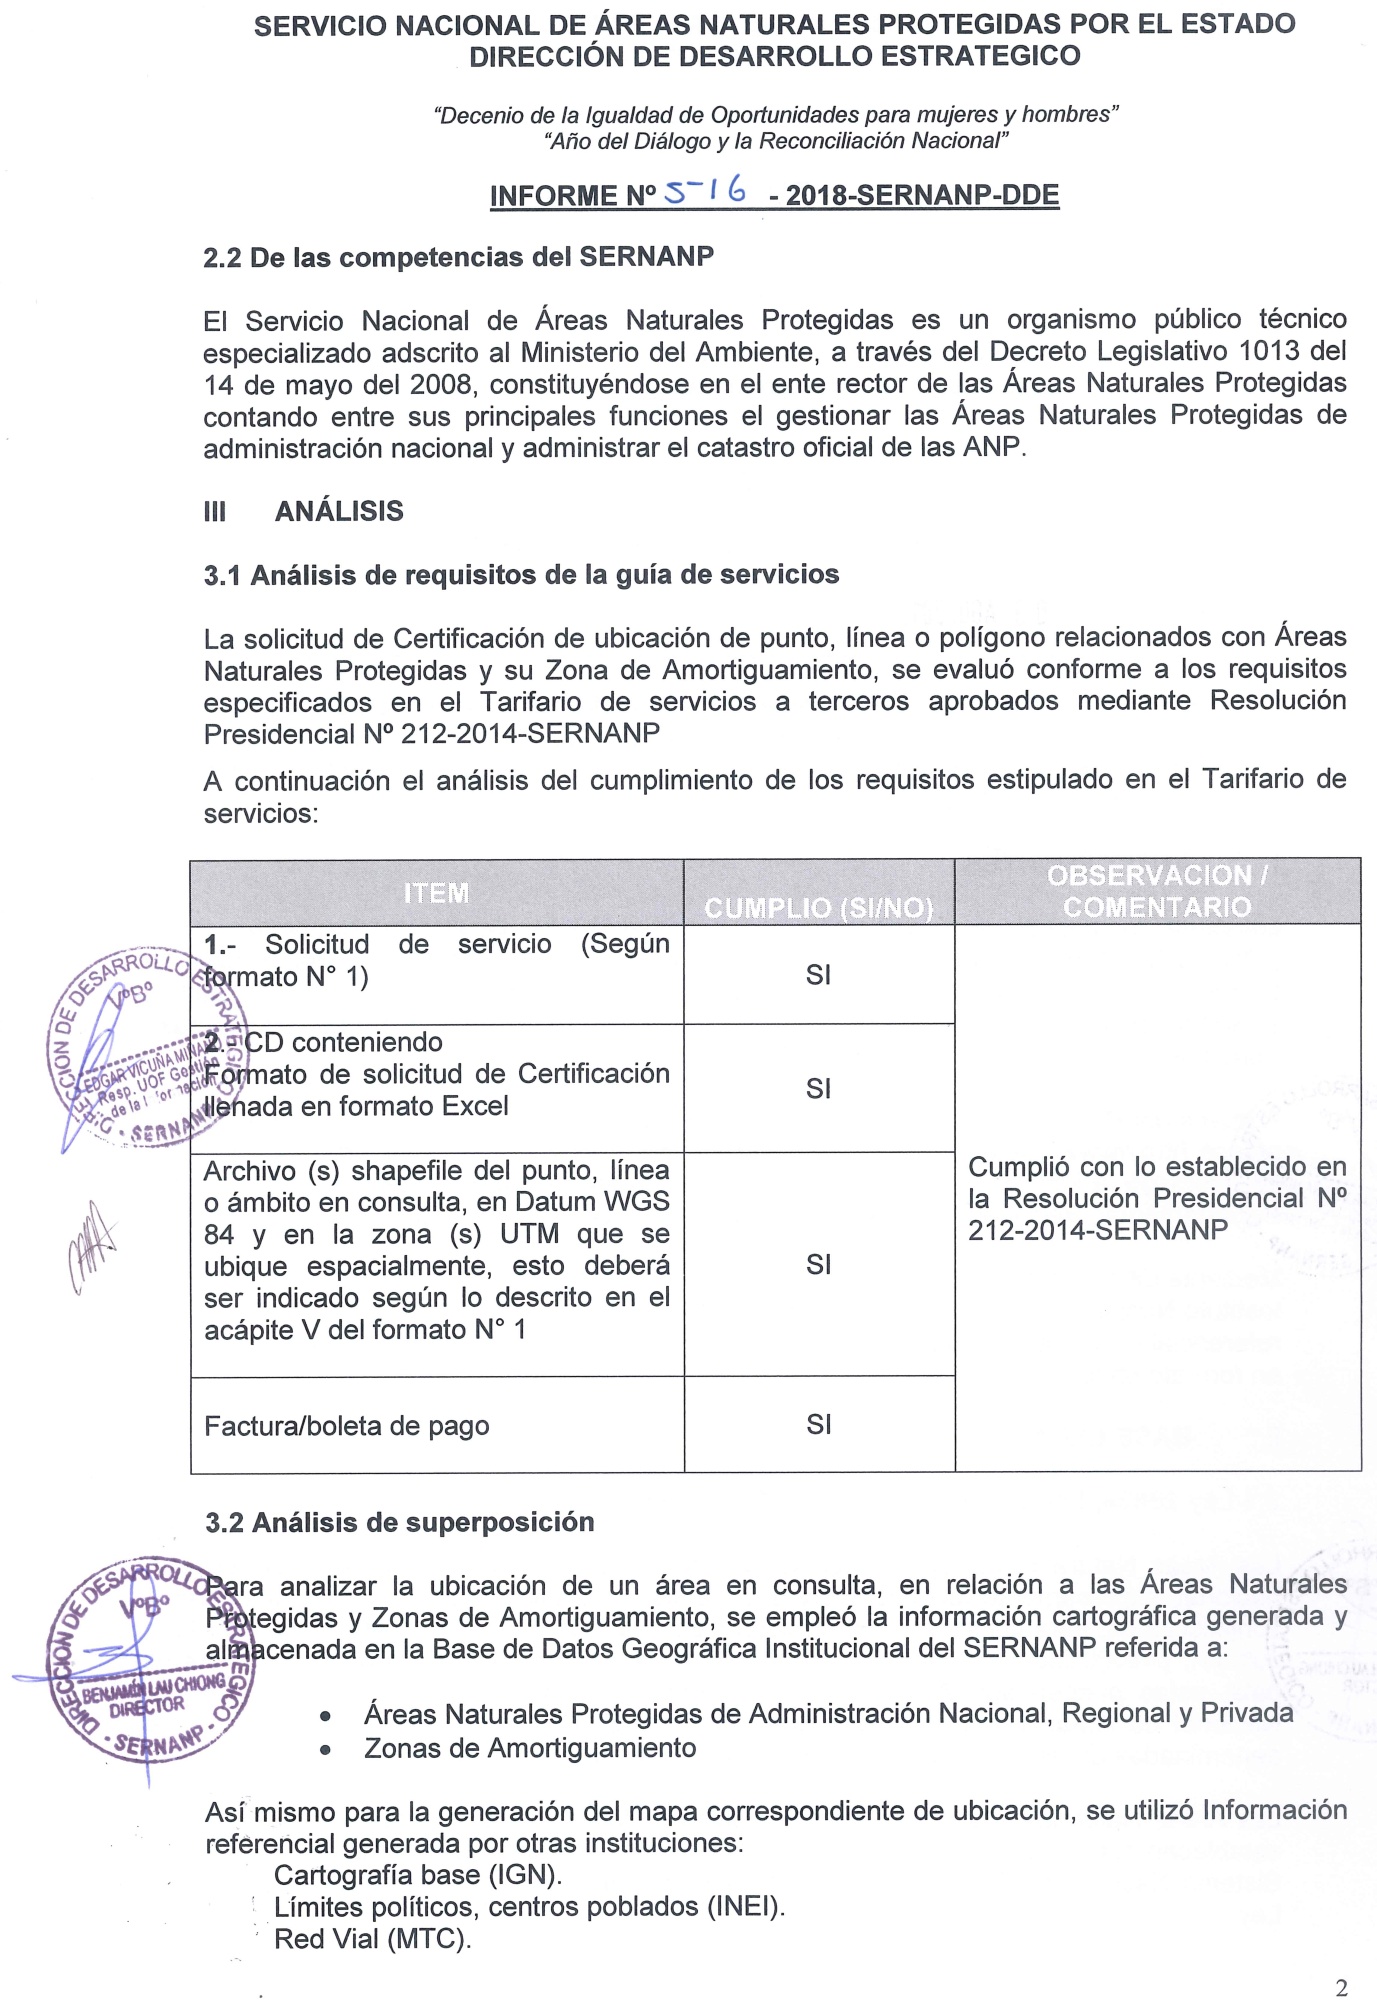 SERVICIO NACIONAL DE ÁREAS NATURALES PROTEGIDAS POR EL ESTADO
DIRECCIÓN DE DESARROLLO ESTRATEGICO
“Decenio de la Igualdad de Oportunidades para mujeres y hombres”
“Año del Diálogo y la Reconciliación Nacional”
INFORME Nº 516 - 2018-SERNANP-DDE
2.2 De las competencias del SERNANP
El Servicio Nacional de Áreas Naturales Protegidas es un organismo público técnico
especializado adscrito al Ministerio del Ambiente, a través del Decreto Legislativo 1013 del
14 de mayo del 2008, constituyéndose en el ente rector de las Áreas Naturales Protegidas
contando entre sus principales funciones el gestionar las Áreas Naturales Protegidas de
administración nacional y administrar el catastro oficial de las ANP.
III ANÁLISIS
3.1 Análisis de requisitos de la guía de servicios
La solicitud de Certificación de ubicación de punto, línea o polígono relacionados con Áreas
Naturales Protegidas y su Zona de Amortiguamiento, se evaluó conforme a los requisitos
especificados en el Tarifario de servicios a terceros aprobados mediante Resolución
Presidencial Nº 212-2014-SERNANP
A continuación el análisis del cumplimiento de los requisitos estipulado en el Tarifario de
servicios:
ITEM
CUMPLIO (SI/NO)
OBSERVACION /
COMENTARIO
1.- Solicitud de servicio (Según
formato N° 1)
SI
2.- CD conteniendo
Formato de solicitud de Certificación
llenada en formato Excel
SI
Archivo (s) shapefile del punto, línea
o ámbito en consulta, en Datum WGS
84 y en la zona (s) UTM que se
ubique espacialmente, esto deberá
ser indicado según lo descrito en el
acápite V del formato N° 1
SI
Factura/boleta de pago
SI
Cumplió con lo establecido en
la Resolución Presidencial Nº
212-2014-SERNANP
DIRECCION DE DESARROLLO ESTRATEGICO
VºBº
EDGAR VICUÑA MIÑANO
Resp. UOF Gestión
de la Información
SERNANP
3.2 Análisis de superposición
Para analizar la ubicación de un área en consulta, en relación a las Áreas Naturales
Protegidas y Zonas de Amortiguamiento, se empleó la información cartográfica generada y
almacenada en la Base de Datos Geográfica Institucional del SERNANP referida a:
DIRECCIÓN DE DESARROLLO ESTRATEGICO
VºBº
BENJAMÍN LAU CHIONG
DIRECTOR
SERNANP
• Áreas Naturales Protegidas de Administración Nacional, Regional y Privada
• Zonas de Amortiguamiento
Así mismo para la generación del mapa correspondiente de ubicación, se utilizó Información
referencial generada por otras instituciones:
Cartografía base (IGN).
Límites políticos, centros poblados (INEI).
Red Vial (MTC).
2